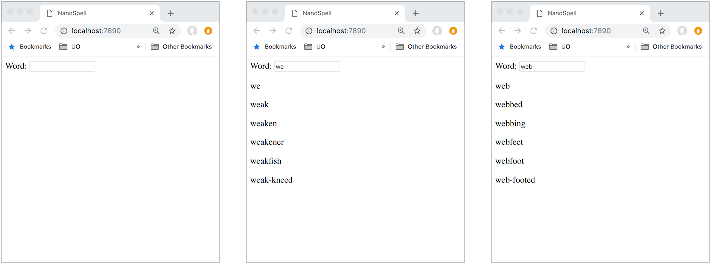 NanoSpell
localhost:7890
Bookmarks UO » Other Bookmarks
Word:
NanoSpell
localhost:7890
Bookmarks UO » Other Bookmarks
Word: we
we
weak
weaken
weakener
weakfish
weak-kneed
NanoSpell
localhost:7890
Bookmarks UO » Other Bookmarks
Word: web
web
webbed
webbing
webfeet
webfoot
web-footed